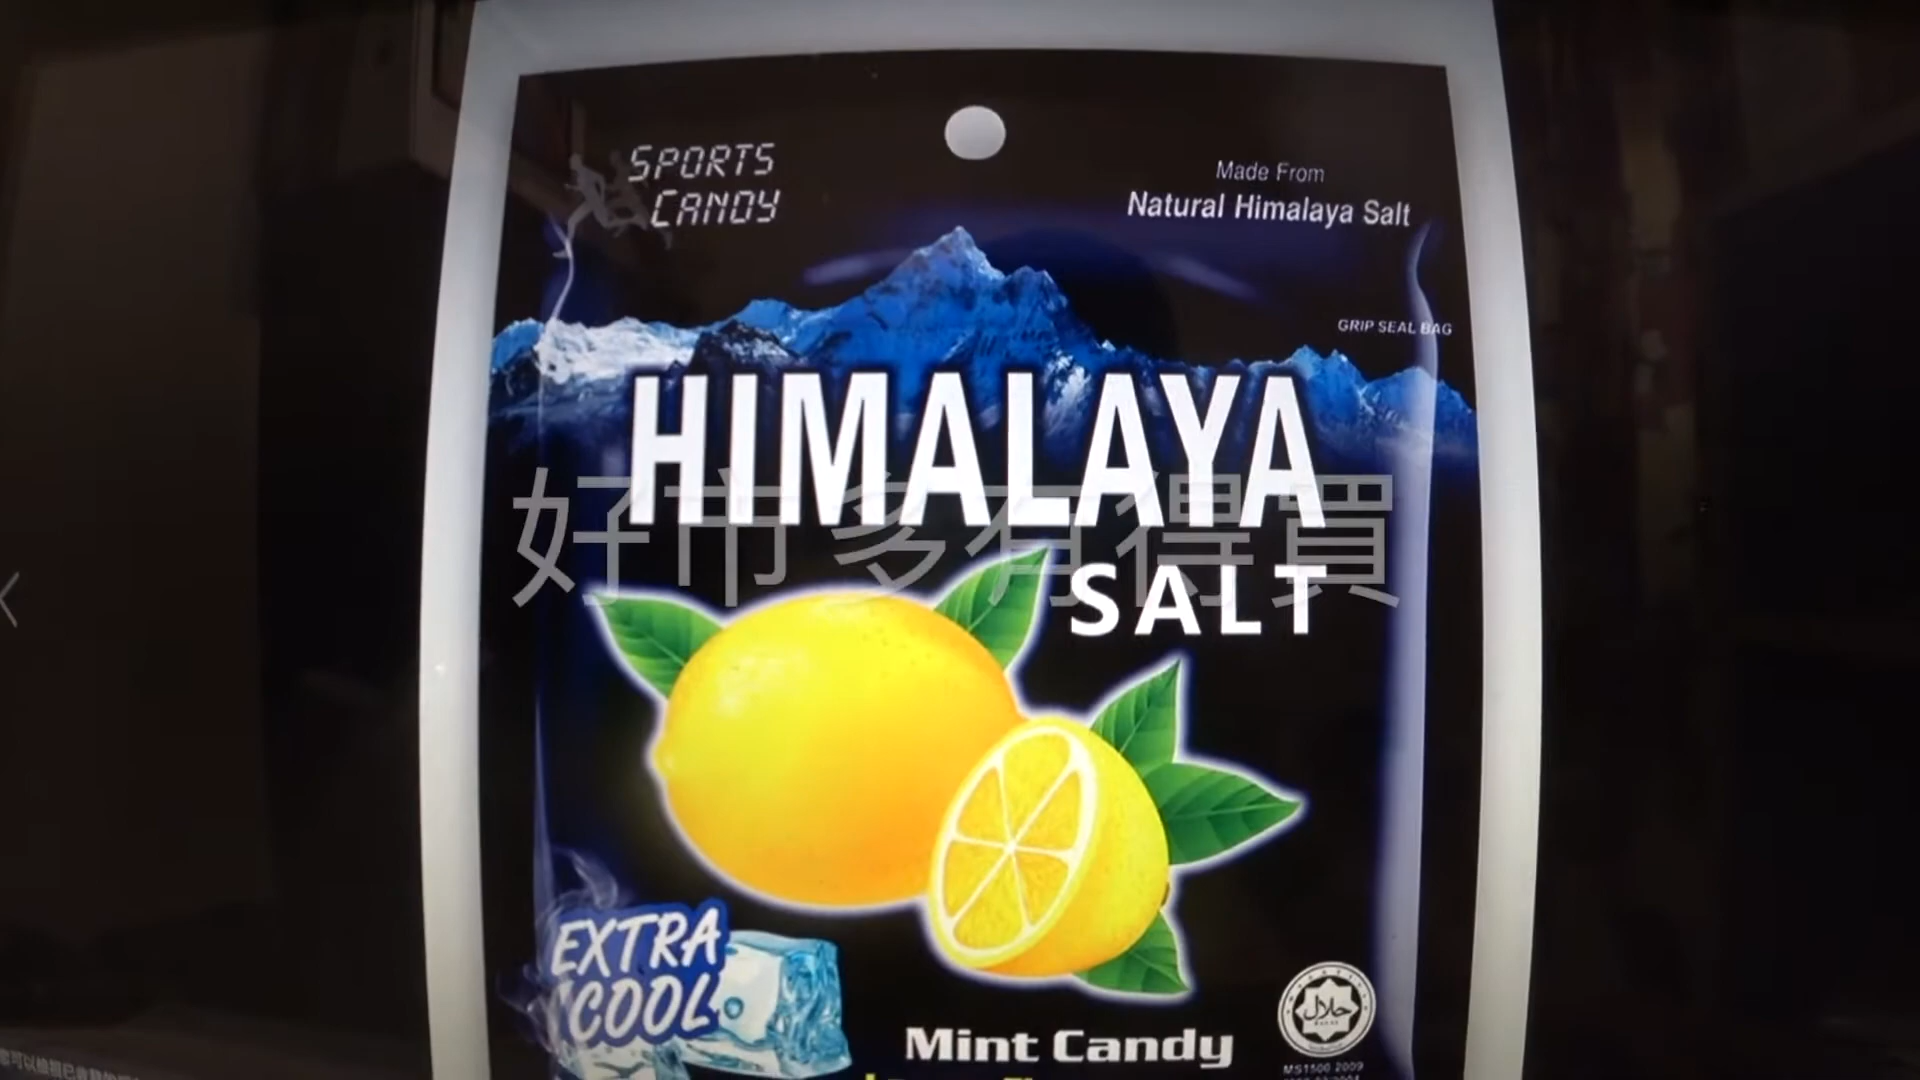 SPORTS
CANDY
Made From
Natural Himalaya Salt
GRIP SEAL BAG
HIMALAYA
好市多有得買
SALT
EXTRA
COOL
Mint Candy
حلال
MS1500 2009